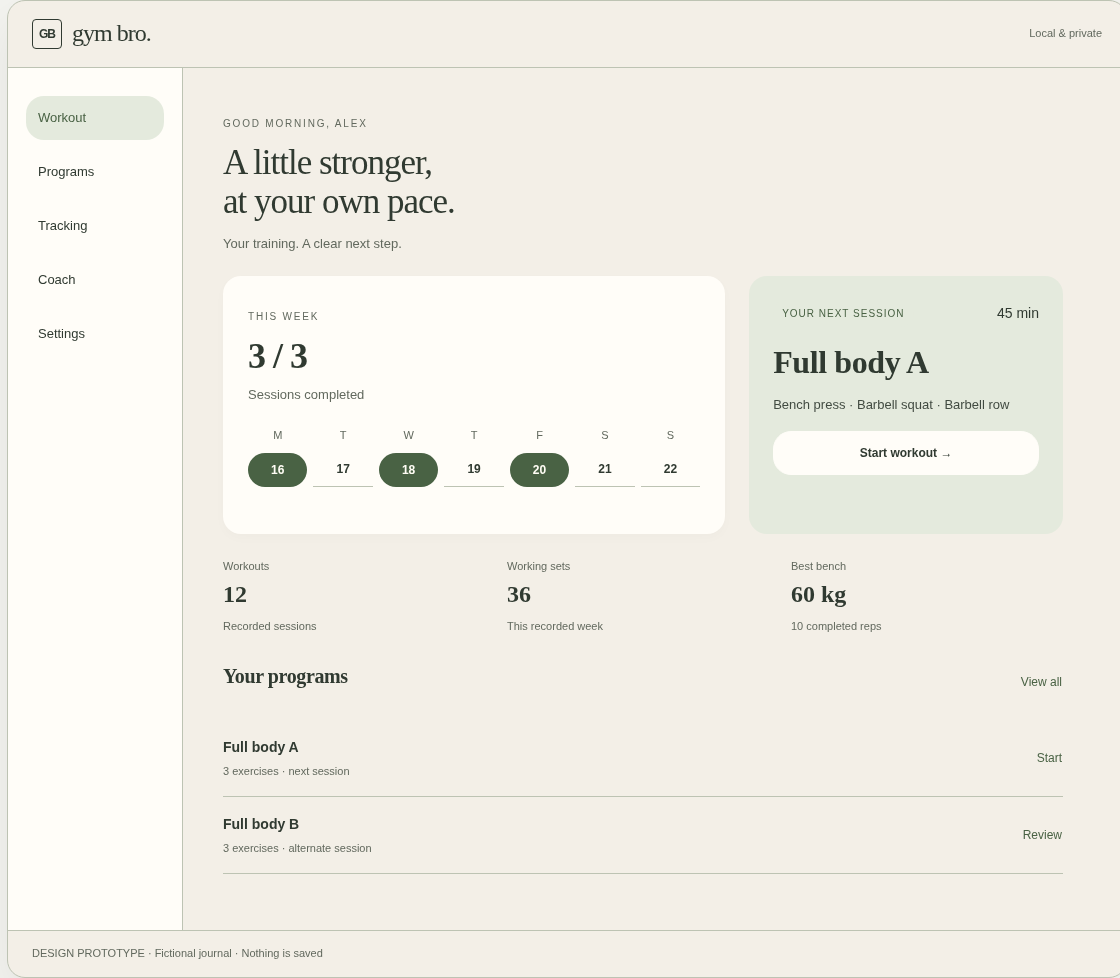 GB gym bro.
Local & private
Workout
Programs
Tracking
Coach
Settings
GOOD MORNING, ALEX
A little stronger,
at your own pace.
Your training. A clear next step.
THIS WEEK
3 / 3
Sessions completed
M T W T F S S
16 17 18 19 20 21 22
YOUR NEXT SESSION
45 min
Full body A
Bench press · Barbell squat · Barbell row
Start workout →
Workouts
12
Recorded sessions
Working sets
36
This recorded week
Best bench
60 kg
10 completed reps
Your programs
View all
Full body A
3 exercises · next session
Start
Full body B
3 exercises · alternate session
Review
DESIGN PROTOTYPE · Fictional journal · Nothing is saved